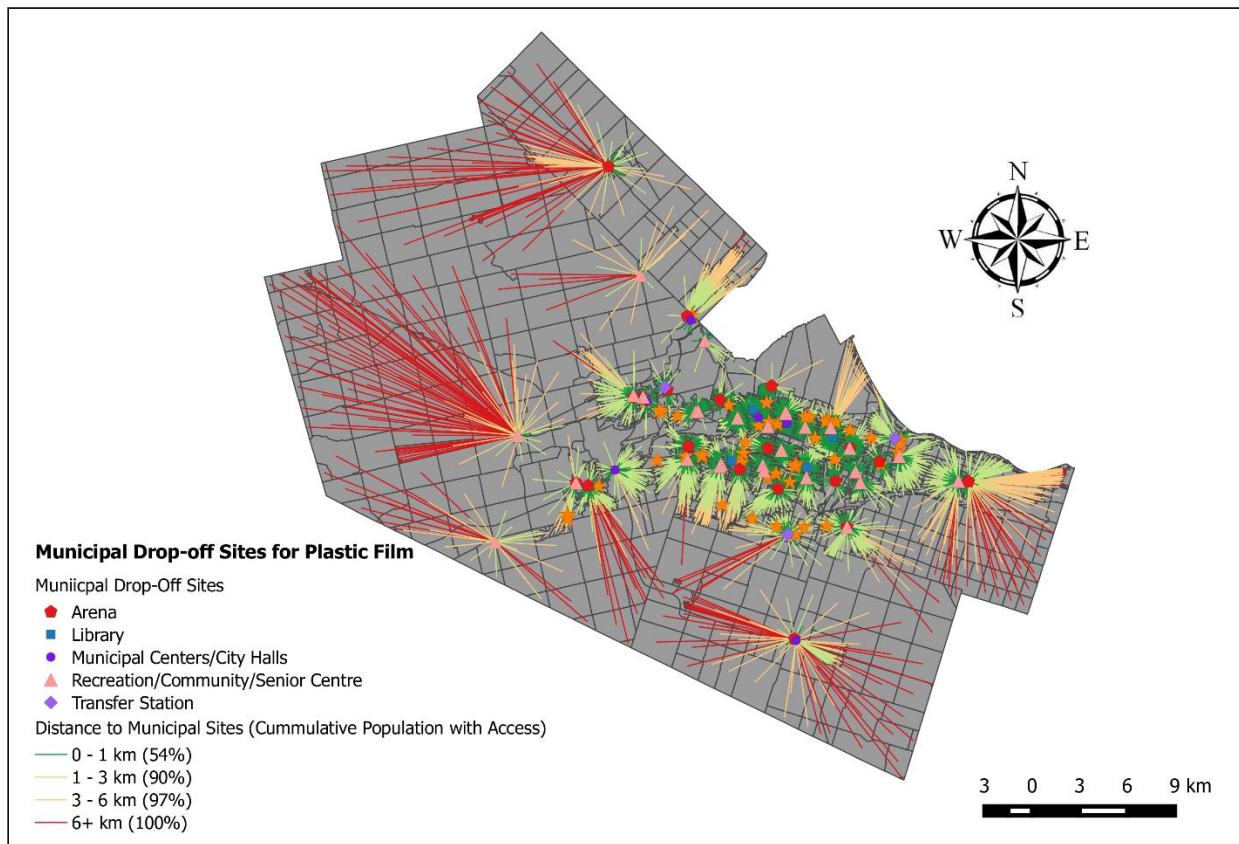 N
W E
S
Municipal Drop-off Sites for Plastic Film
Muniicpal Drop-Off Sites
Arena
Library
Municipal Centers/City Halls
Recreation/Community/Senior Centre
Transfer Station
Distance to Municipal Sites (Cummulative Population with Access)
0 - 1 km (54%)
1 - 3 km (90%)
3 - 6 km (97%)
6+ km (100%)
3 0 3 6 9 km